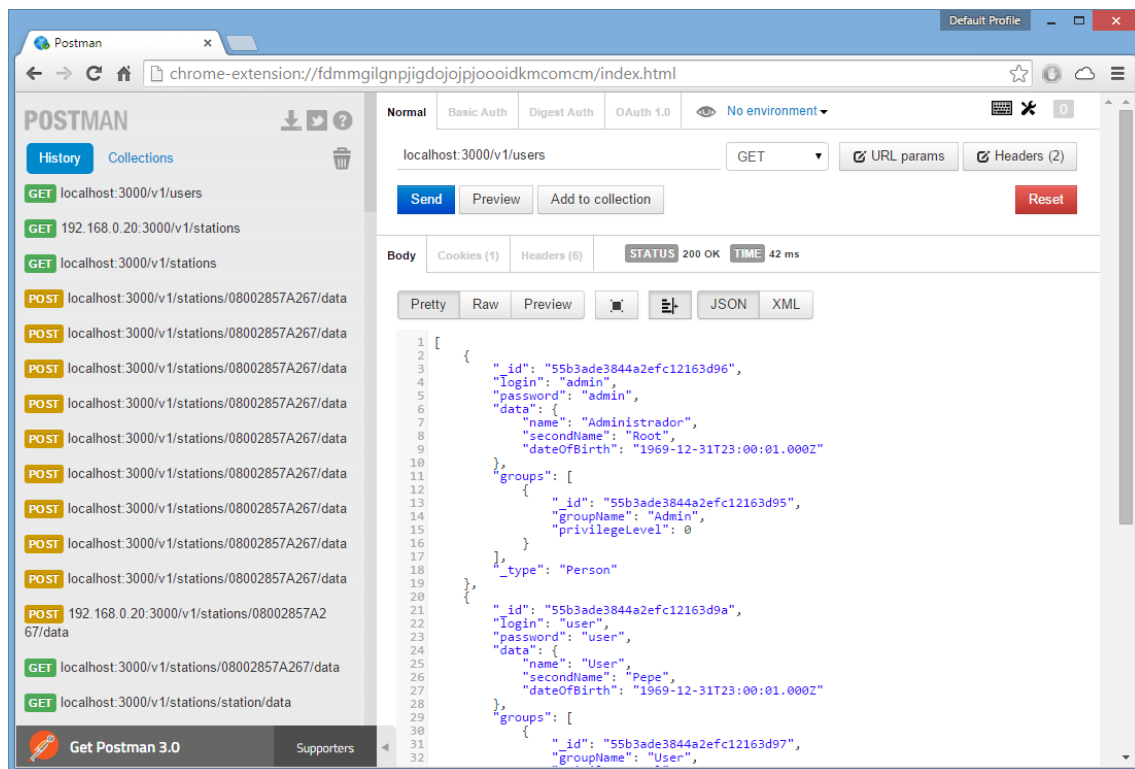 Default Profile
Postman
chrome-extension://fdmmgilgnpjigdojojpjoooidkmcomcm/index.html
POSTMAN
History Collections
GET localhost:3000/v1/users
GET 192.168.0.20:3000/v1/stations
GET localhost:3000/v1/stations
POST localhost:3000/v1/stations/08002857A267/data
POST localhost:3000/v1/stations/08002857A267/data
POST localhost:3000/v1/stations/08002857A267/data
POST localhost:3000/v1/stations/08002857A267/data
POST localhost:3000/v1/stations/08002857A267/data
POST localhost:3000/v1/stations/08002857A267/data
POST localhost:3000/v1/stations/08002857A267/data
POST localhost:3000/v1/stations/08002857A267/data
POST localhost:3000/v1/stations/08002857A267/data
POST 192.168.0.20:3000/v1/stations/08002857A2
67/data
GET localhost:3000/v1/stations/08002857A267/data
GET localhost:3000/v1/stations/station/data
Get Postman 3.0 Supporters
Normal Basic Auth Digest Auth OAuth 1.0 No environment 0
localhost:3000/v1/users GET URL params Headers (2)
Send Preview Add to collection Reset
Body Cookies (1) Headers (6) STATUS 200 OK TIME 42 ms
Pretty Raw Preview JSON XML
1 [
2 {
3 "_id": "55b3ade3844a2efc12163d96",
4 "login": "admin",
5 "password": "admin",
6 "data": {
7 "name": "Administrador",
8 "secondName": "Root",
9 "dateOfBirth": "1969-12-31T23:00:01.000Z"
10 },
11 "groups": [
12 {
13 "_id": "55b3ade3844a2efc12163d95",
14 "groupName": "Admin",
15 "privilegeLevel": 0
16 }
17 ],
18 "_type": "Person"
19 },
20 {
21 "_id": "55b3ade3844a2efc12163d9a",
22 "login": "user",
23 "password": "user",
24 "data": {
25 "name": "User",
26 "secondName": "Pepe",
27 "dateOfBirth": "1969-12-31T23:00:01.000Z"
28 },
29 "groups": [
30 {
31 "_id": "55b3ade3844a2efc12163d97",
32 "groupName": "User",